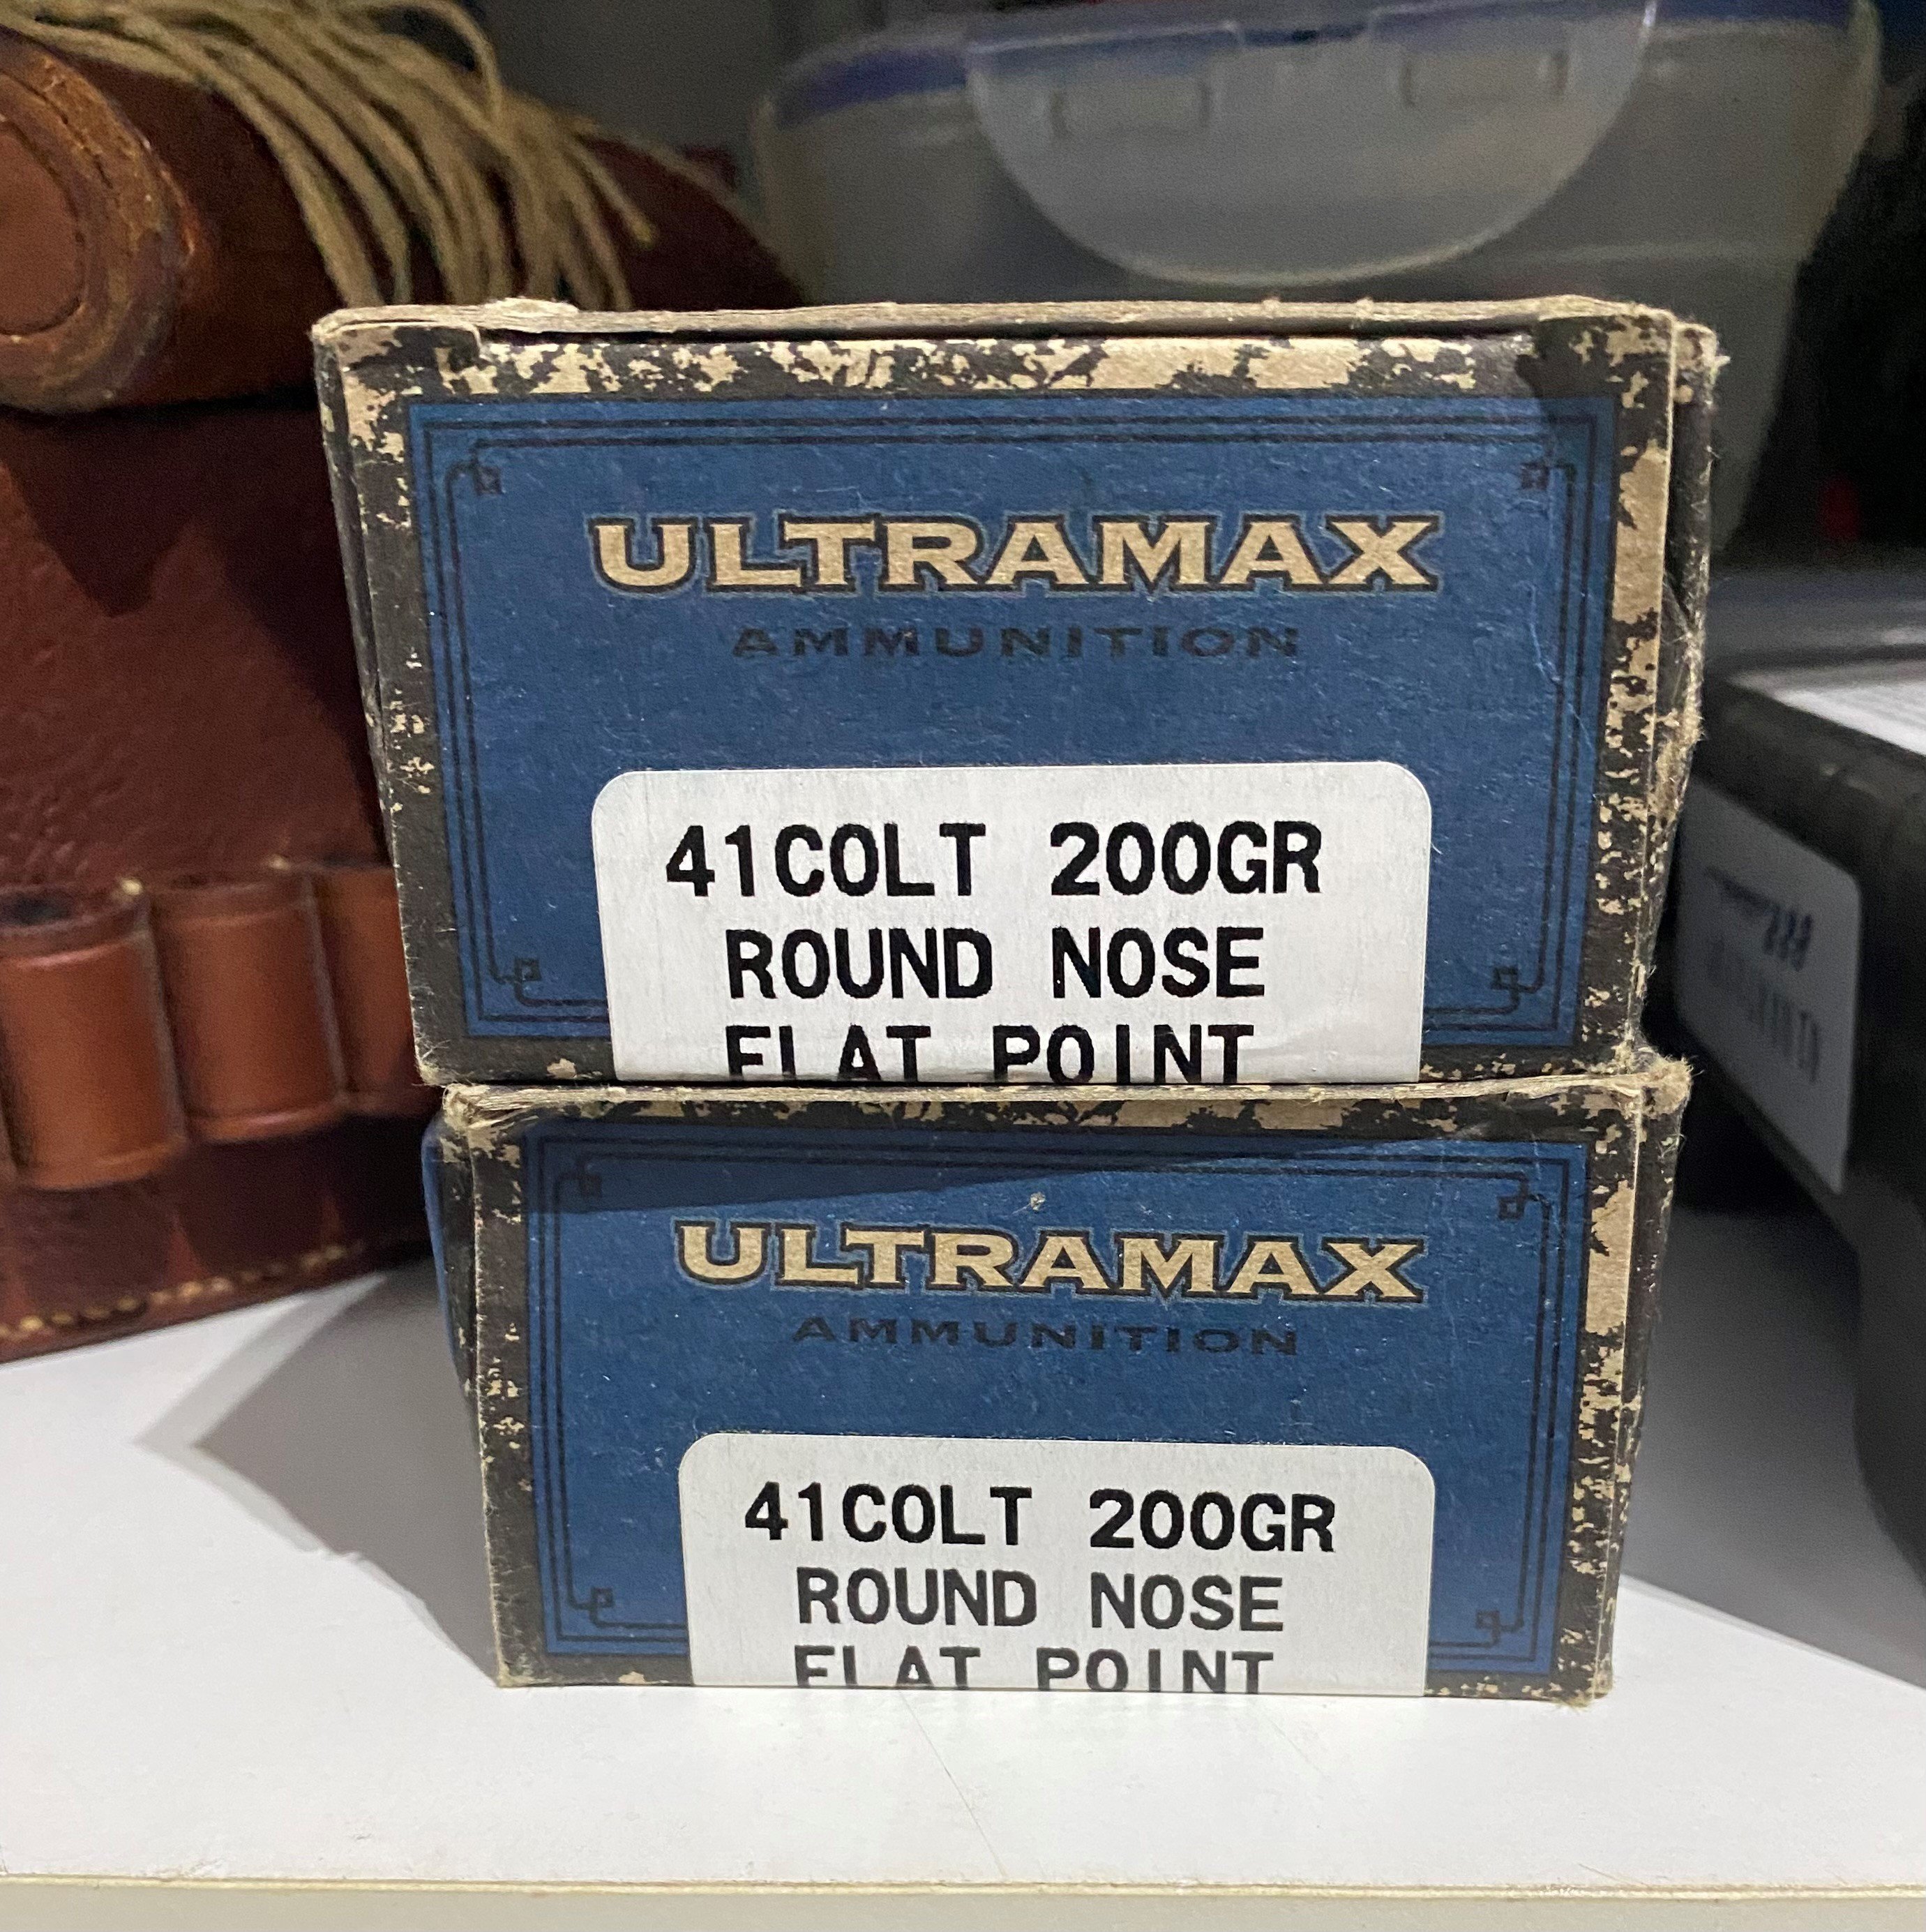 ULTRAMAX
AMMUNITION
41COLT 200GR
ROUND NOSE
FLAT POINT
ULTRAMAX
AMMUNITION
41COLT 200GR
ROUND NOSE
FLAT POINT